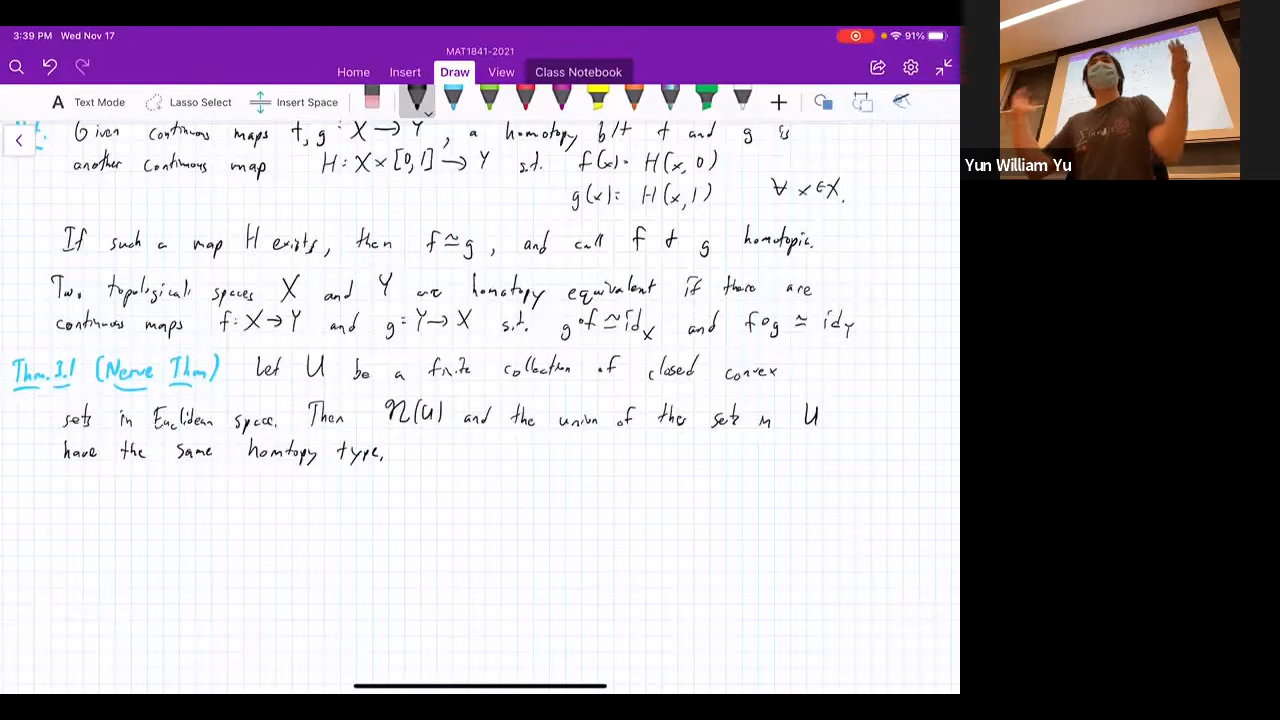 3:39 PM Wed Nov 17
91%
MAT1841-2021
Home Insert Draw View Class Notebook
A Text Mode Lasso Select Insert Space
Given continuous maps f, g : X → Y, a homotopy b/t f and g is
another continuous map H : X × [0,1] → Y s.t. f(x) = H(x,0)
g(x) = H(x,1) ∀ x ∈ X.
If such a map H exists, then f ≃ g, and call f & g homotopic.
Two topological spaces X and Y are homotopy equivalent if there are
continuous maps f : X → Y and g : Y → X s.t. g∘f ≃ id_X and f∘g ≃ id_Y
Thm. 3.1 (Nerve Thm) Let U be a finite collection of closed convex
sets in Euclidean space. Then N(U) and the union of the sets in U
have the same homtopy type.
Yun William Yu